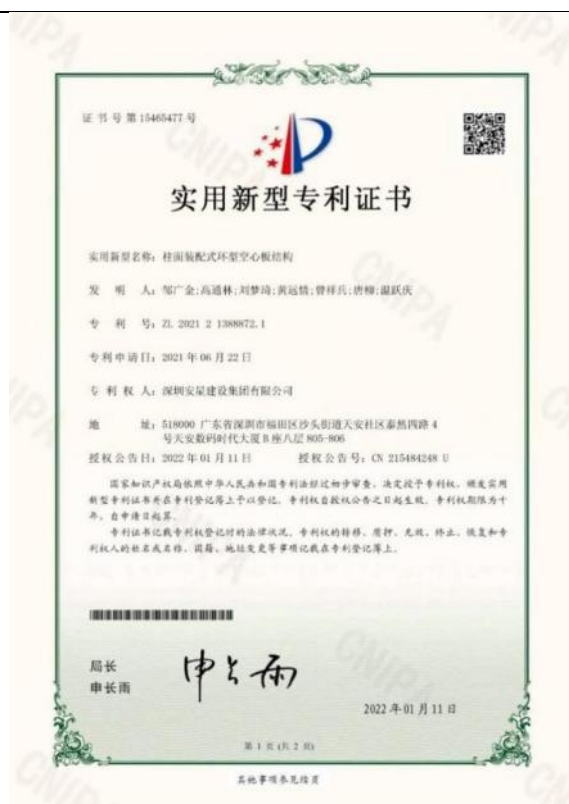 证书号第15465477号
实用新型专利证书
实用新型名称：柱面装配式环型空心板结构
发 明 人：邹广金;高通林;刘梦琦;黄远情;曾祥兵;唐柳;温跃庆
专 利 号：ZL 2021 2 1388872.1
专利申请日：2021年06月22日
专 利 权 人：深圳安星建设集团有限公司
地 址：518000 广东省深圳市福田区沙头街道天安社区泰然四路4
号天安数码时代大厦B座八层805-806
授权公告日：2022年01月11日 授权公告号：CN 215484248 U
国家知识产权局依照中华人民共和国专利法经过初步审查，决定授予专利权，颁发实用
新型专利证书并在专利登记簿上予以登记。专利权自授权公告之日起生效。专利权期限为十
年，自申请日起算。
专利证书记载专利权登记时的法律状况。专利权的转移、质押、无效、终止、恢复和专
利权人的姓名或名称、国籍、地址变更等事项记载在专利登记簿上。
局长
申长雨
申长雨
2022年01月11日
第 1 页 (共 2 页)
其他事项参见续页
CNIPA